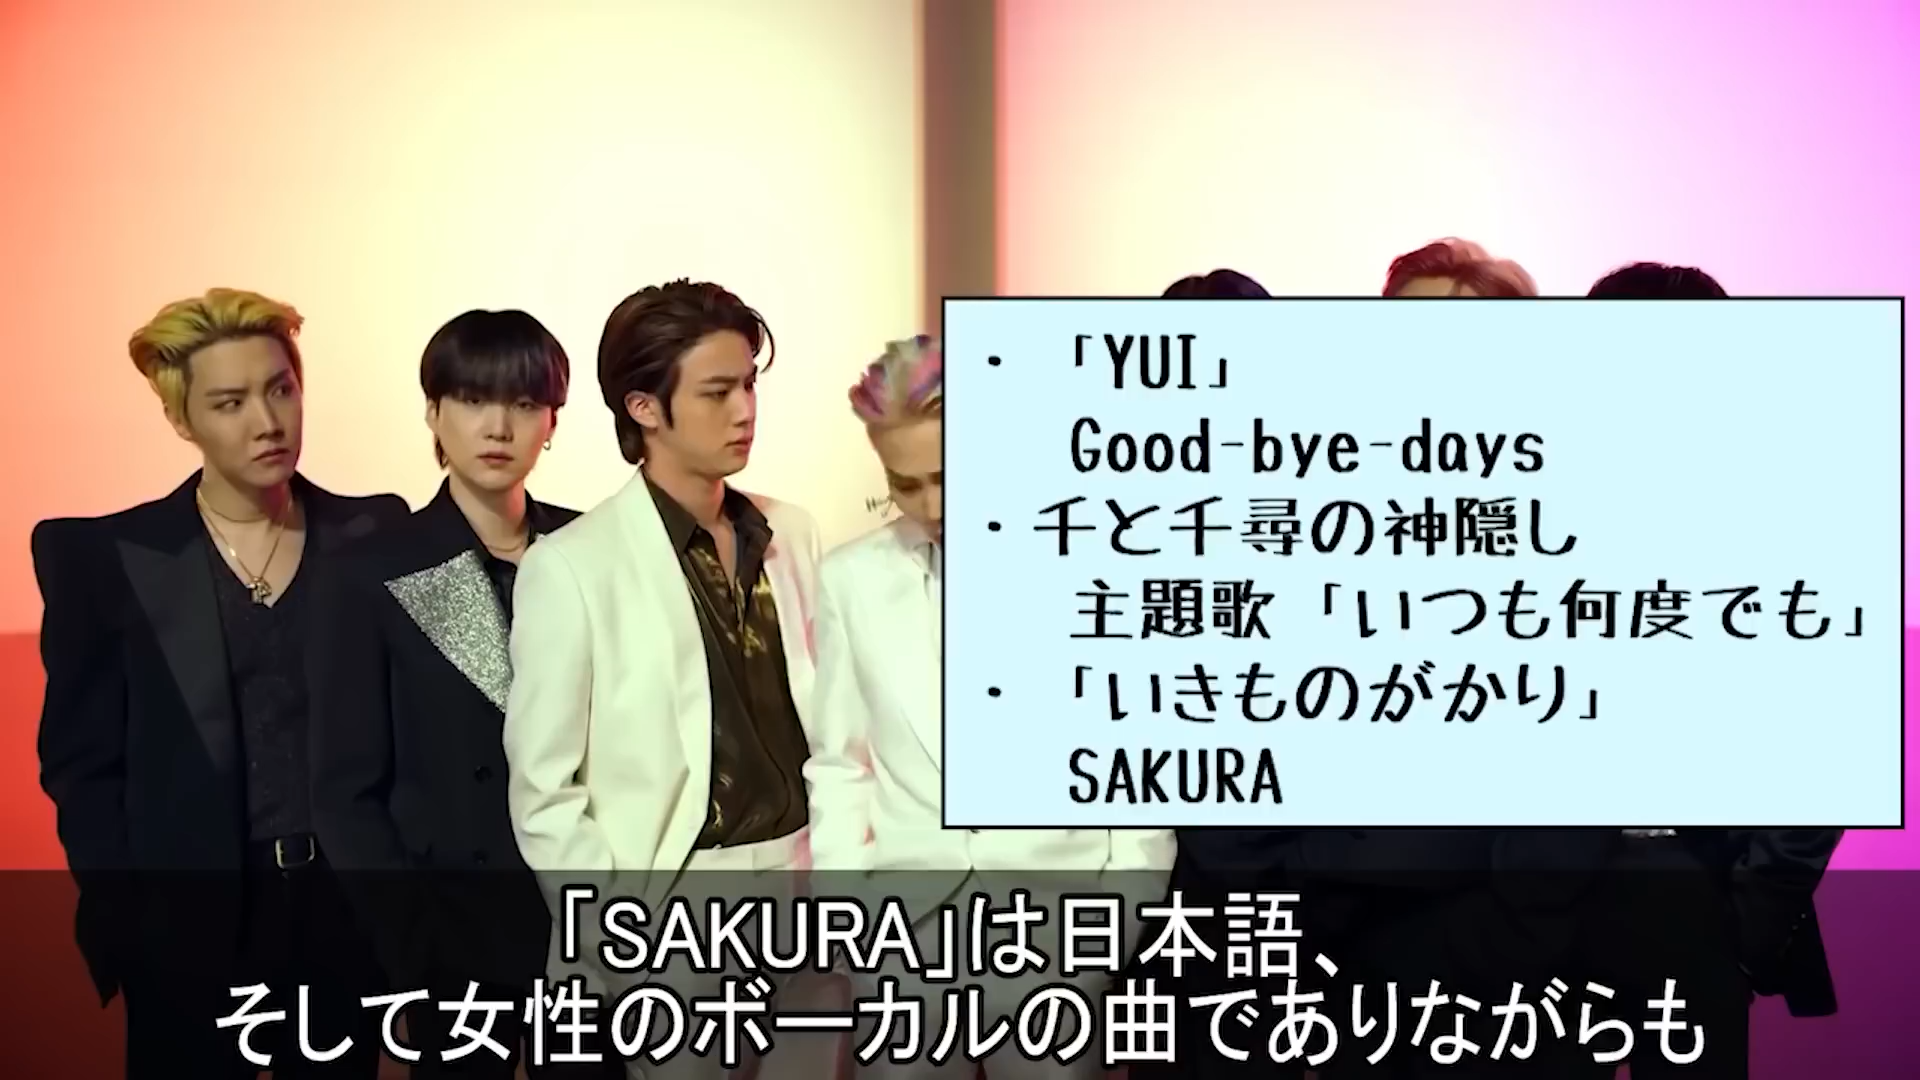 ・「YUI」
Good-bye-days
・千と千尋の神隠し
主題歌「いつも何度でも」
・「いきものがかり」
SAKURA
「SAKURA」は日本語、
そして女性のボーカルの曲でありながらも